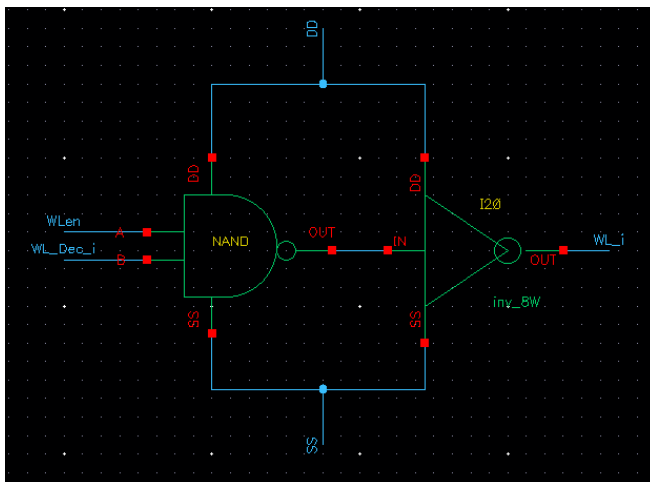 DD
DD
DD
I20
WLen
A
NAND
OUT
IN
WL_i
WL_Dec_i
B
OUT
SS
SS
inv_8W
SS